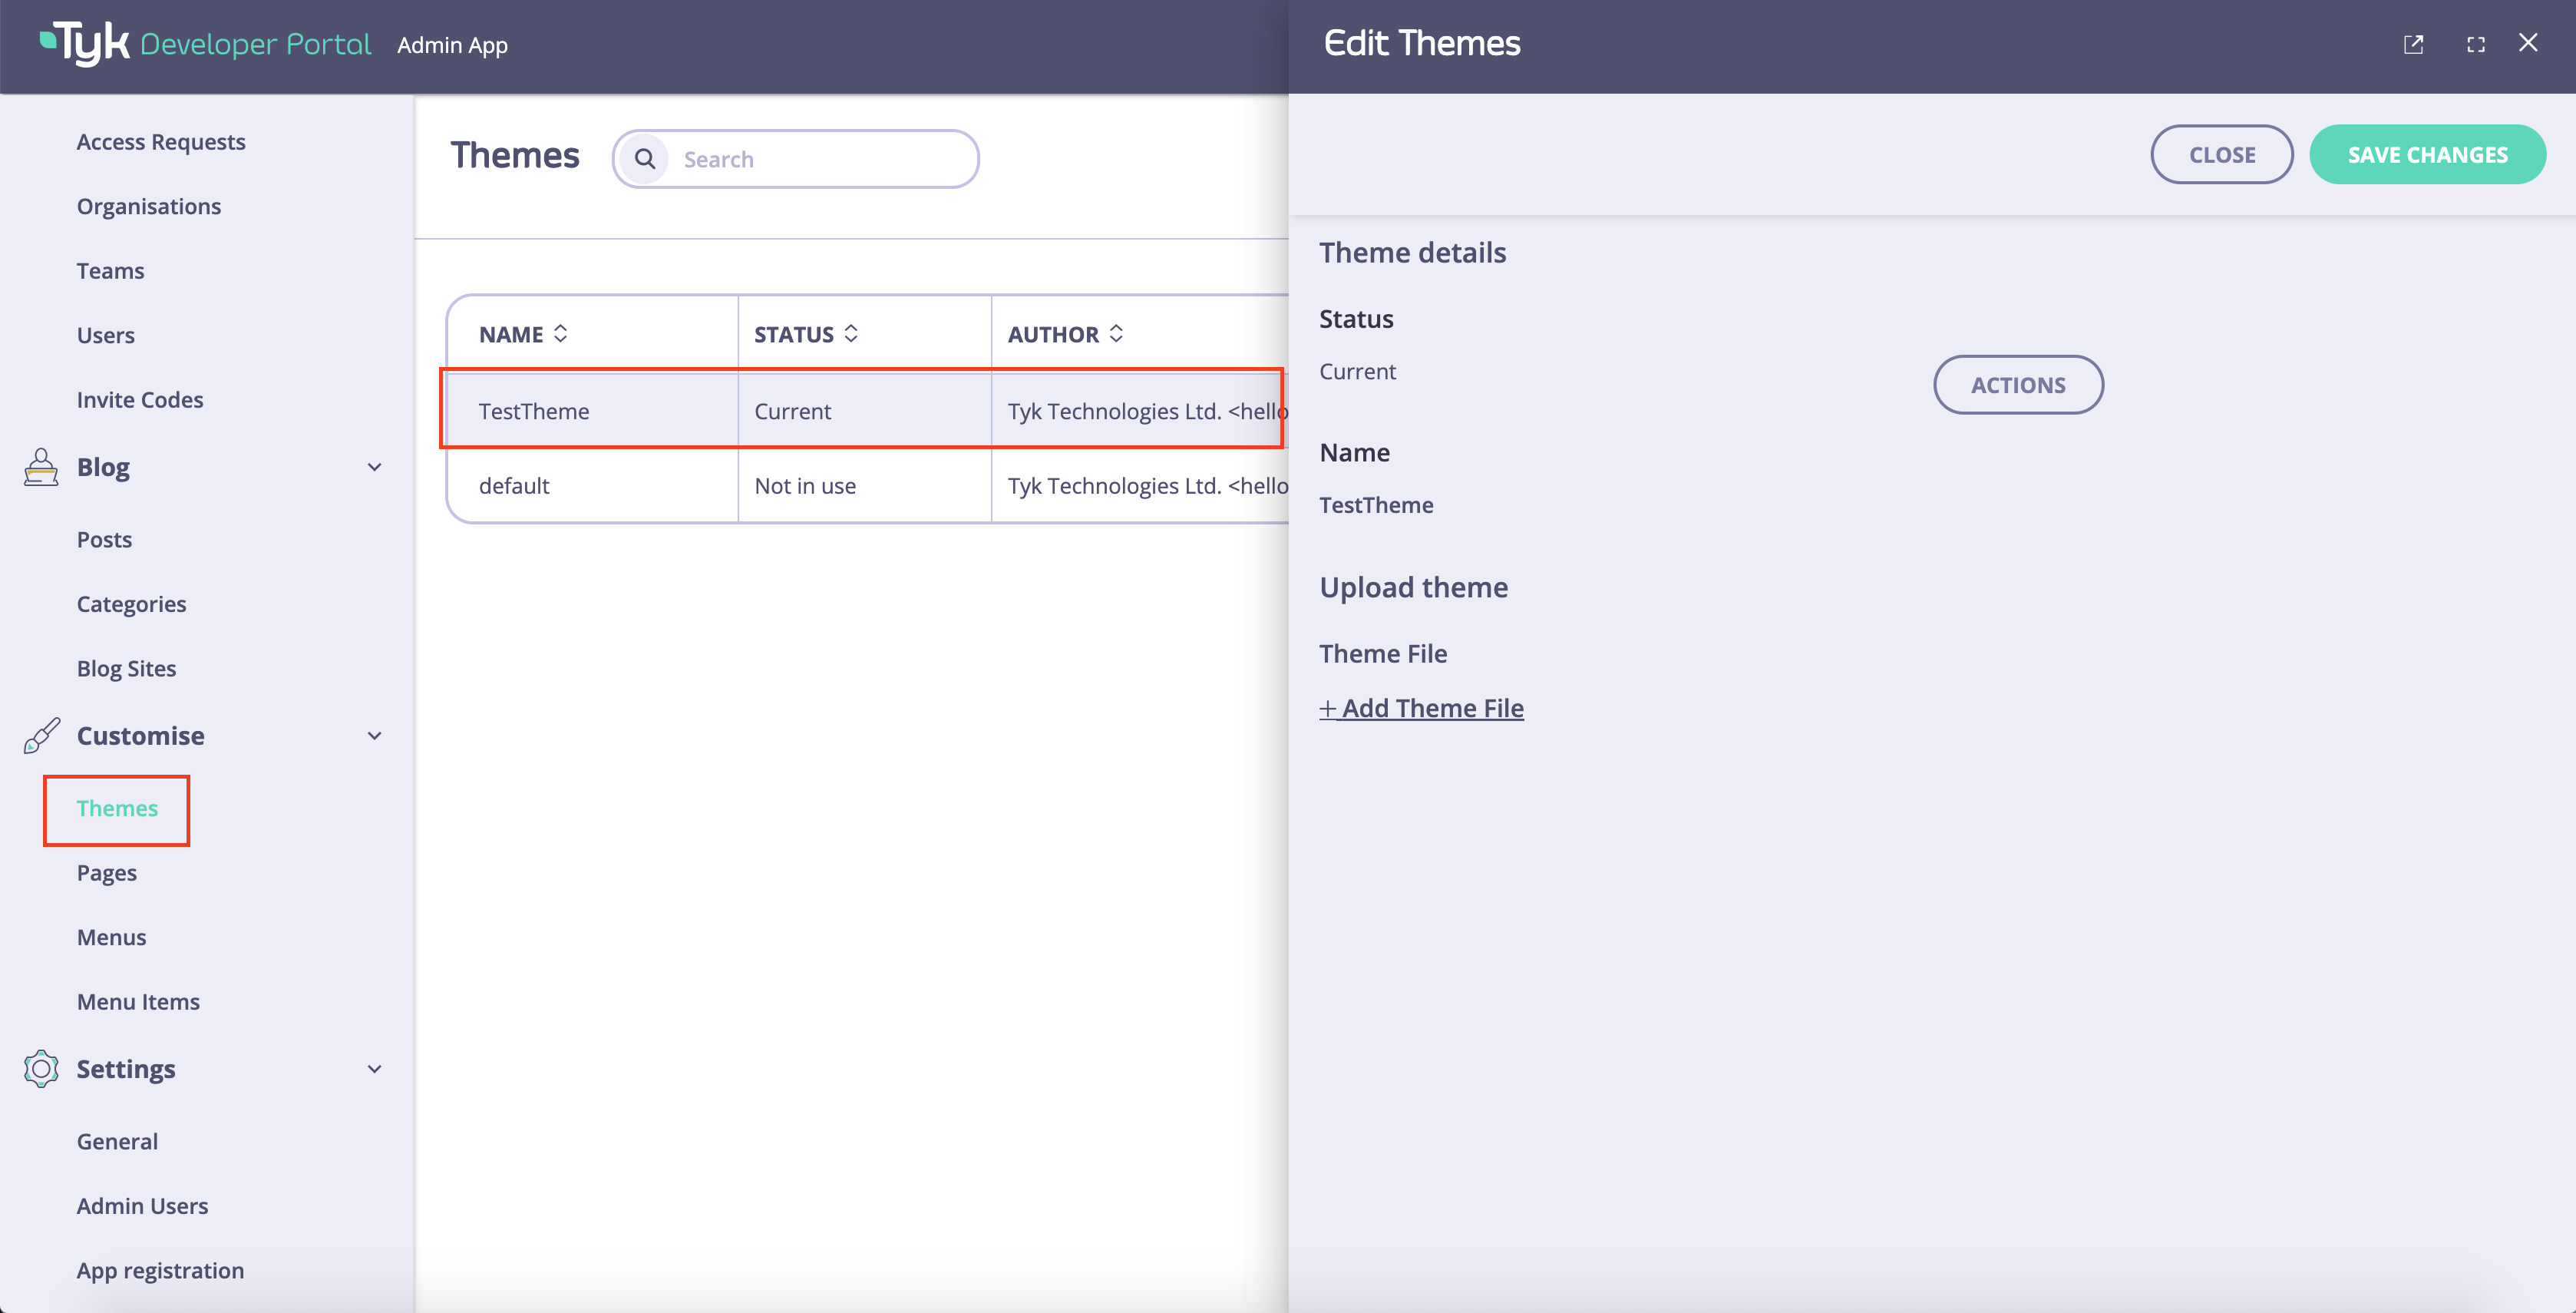 Tyk Developer Portal Admin App
Access Requests
Organisations
Teams
Users
Invite Codes
Blog
Posts
Categories
Blog Sites
Customise
Themes
Pages
Menus
Menu Items
Settings
General
Admin Users
App registration
Themes
Search
NAME STATUS AUTHOR
TestTheme Current Tyk Technologies Ltd. <hello
default Not in use Tyk Technologies Ltd. <hello
Edit Themes
CLOSE SAVE CHANGES
Theme details
Status
Current
ACTIONS
Name
TestTheme
Upload theme
Theme File
+ Add Theme File